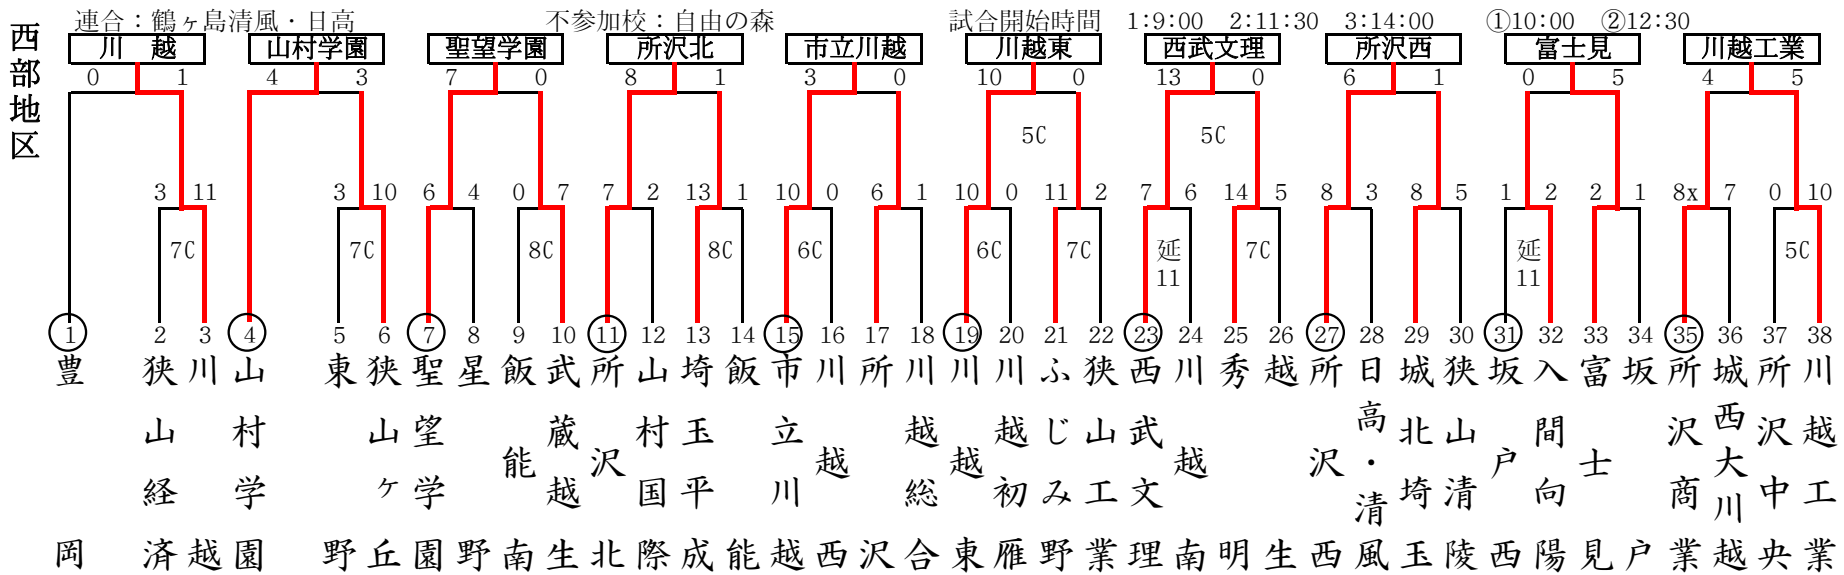 連合：鶴ヶ島清風・日高 不参加校：自由の森 試合開始時間 1:9:00 2:11:30 3:14:00 ①10:00 ②12:30
西部地区
川越 山村学園 聖望学園 所沢北 市立川越 川越東 西武文理 所沢西 富士見 川越工業
0 1 4 3 7 0 8 1 3 0 10 0 13 0 6 1 0 5 4 5
5C 5C
3 11 3 10 6 4 0 7 7 2 13 1 10 0 6 1 10 0 11 2 7 6 14 5 8 3 8 5 1 2 2 1 8x 7 0 10
7C 7C 8C 8C 6C 6C 7C 延11 7C 延11 5C
1 2 3 4 5 6 7 8 9 10 11 12 13 14 15 16 17 18 19 20 21 22 23 24 25 26 27 28 29 30 31 32 33 34 35 36 37 38
豊岡
狭山経済
川越
山村学園
東野
狭山ケ丘
聖望学園
星野
飯能南
武蔵越生
所沢北
山村国際
埼玉平成
飯能
市立川越
川越西
所沢
川越総合
川越東
川越初雁
ふじみ野
狭山工業
西武文理
川越南
秀明
越生
所沢西
日高・清風
城北埼玉
狭山清陵
坂戸西
入間向陽
富士見
坂戸
所沢商業
城西大川越
所沢中央
川越工業